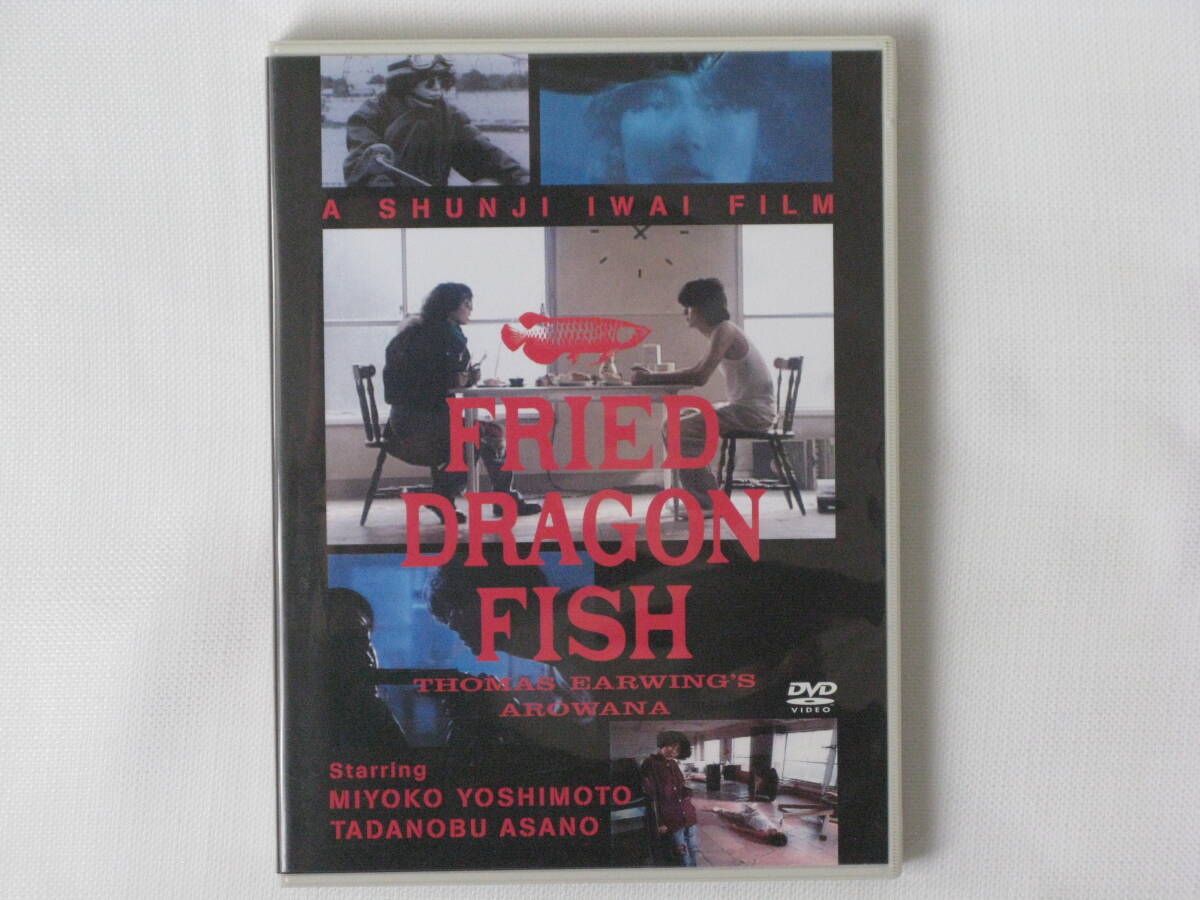 A SHUNJI IWAI FILM
FRIED
DRAGON
FISH
THOMAS EARWING'S
AROWANA
DVD
VIDEO
Starring
MIYOKO YOSHIMOTO
TADANOBU ASANO